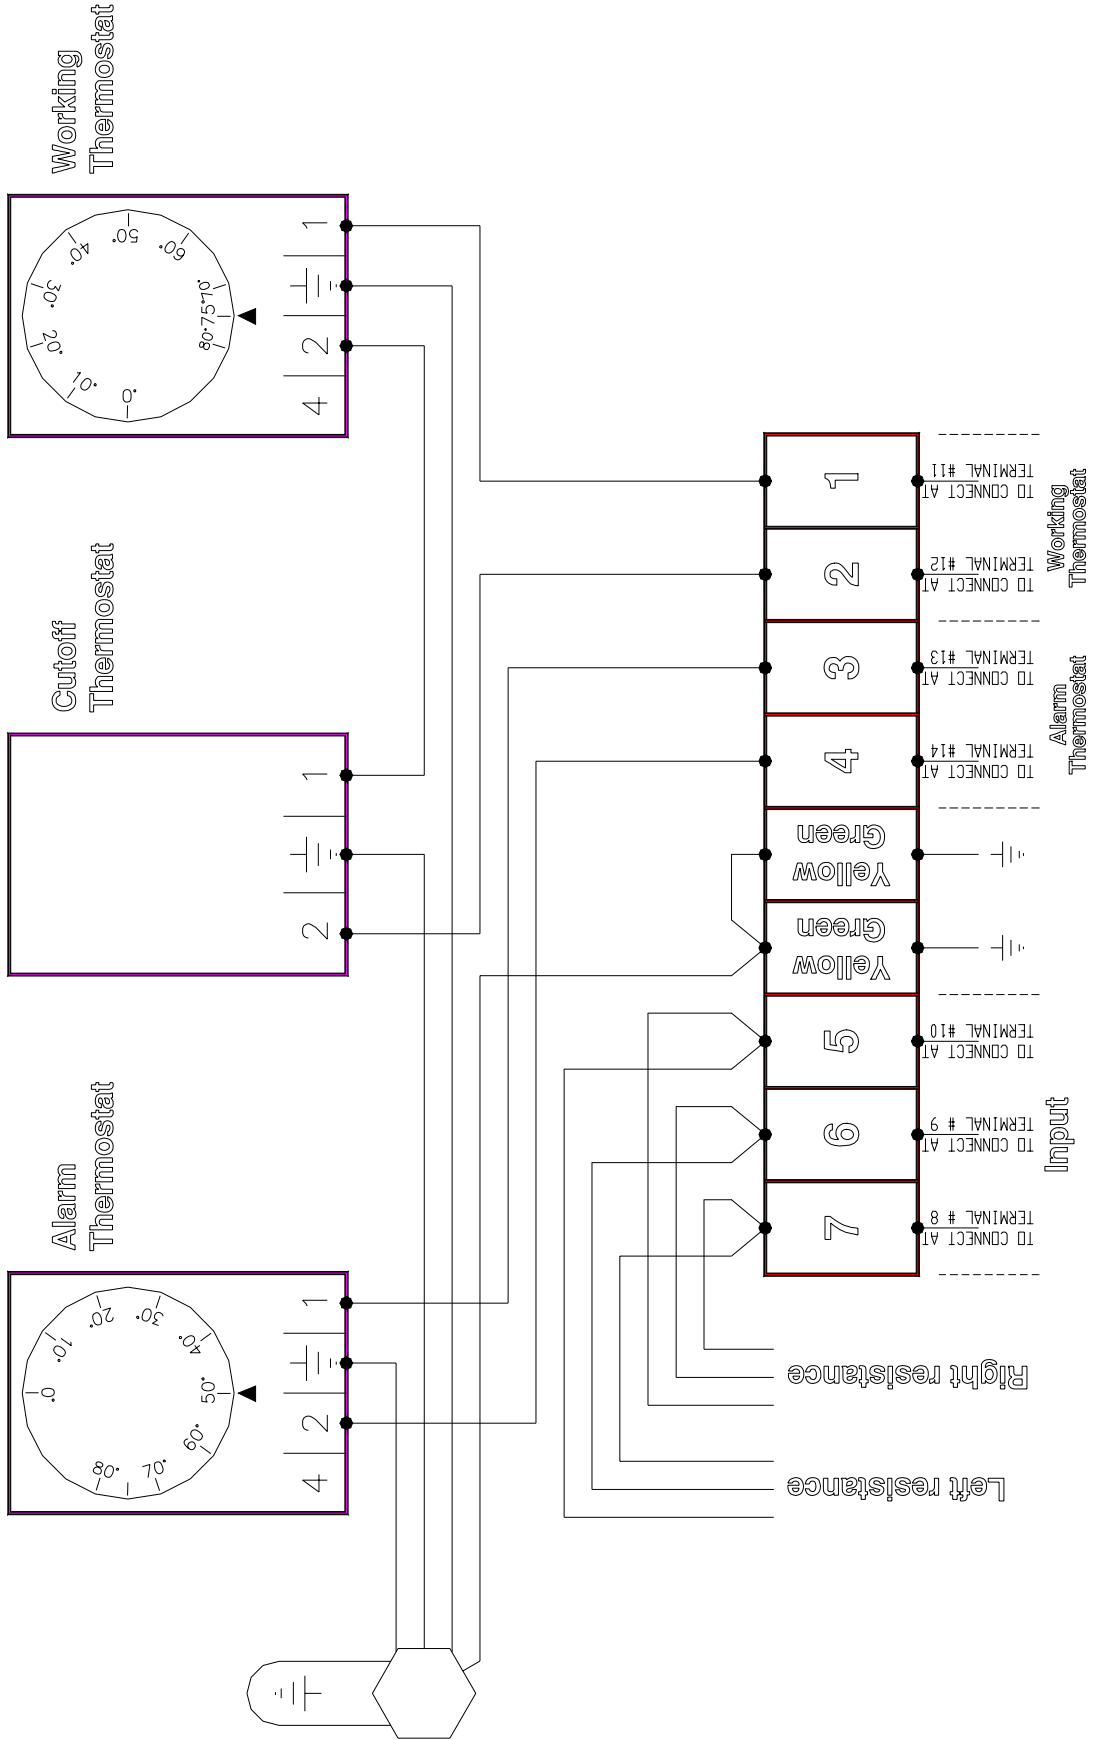 Working
Thermostat
0°
10°
20°
30°
40°
50°
60°
70°
75°
80°
1
2
4
Cutoff
Thermostat
1
2
Alarm
Thermostat
0°
10°
20°
30°
40°
50°
60°
70°
80°
1
2
4
1
2
3
4
Yellow
Green
Yellow
Green
5
6
7
TO CONNECT AT
TERMINAL #11
TO CONNECT AT
TERMINAL #12
TO CONNECT AT
TERMINAL #13
TO CONNECT AT
TERMINAL #14
TO CONNECT AT
TERMINAL #10
TO CONNECT AT
TERMINAL # 9
TO CONNECT AT
TERMINAL # 8
Working
Thermostat
Alarm
Thermostat
Input
Right resistance
Left resistance